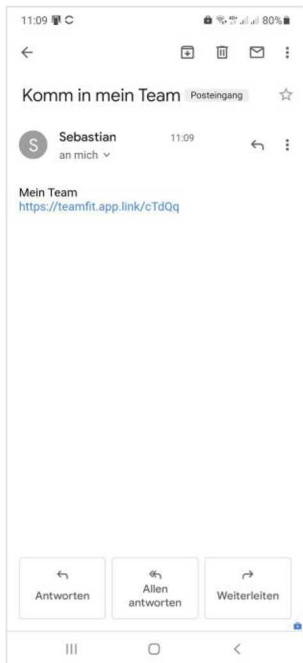 11:09
80%
Komm in mein Team Posteingang
S
Sebastian 11:09
an mich
Mein Team
https://teamfit.app.link/cTdQq
Antworten
Allen
antworten
Weiterleiten